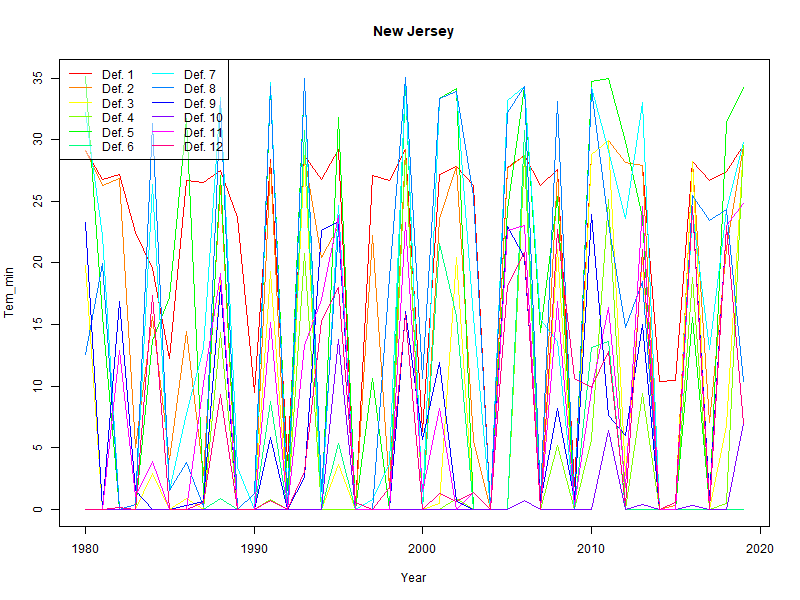 New Jersey
Def. 1 Def. 7
Def. 2 Def. 8
Def. 3 Def. 9
Def. 4 Def. 10
Def. 5 Def. 11
Def. 6 Def. 12
35
30
25
20
15
10
5
0
Tem_min
1980 1990 2000 2010 2020
Year